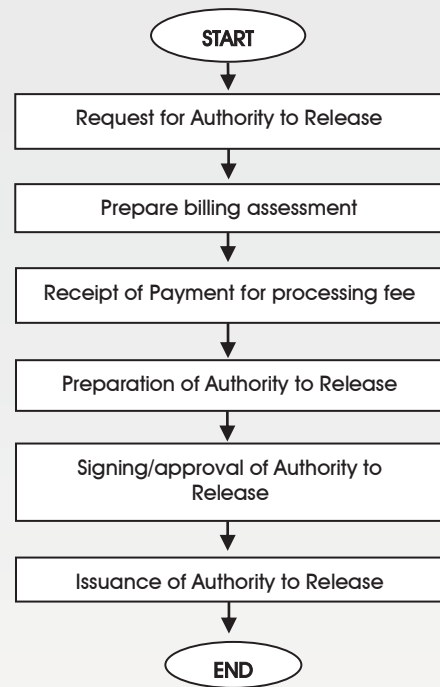 START
Request for Authority to Release
Prepare billing assessment
Receipt of Payment for processing fee
Preparation of Authority to Release
Signing/approval of Authority to
Release
Issuance of Authority to Release
END